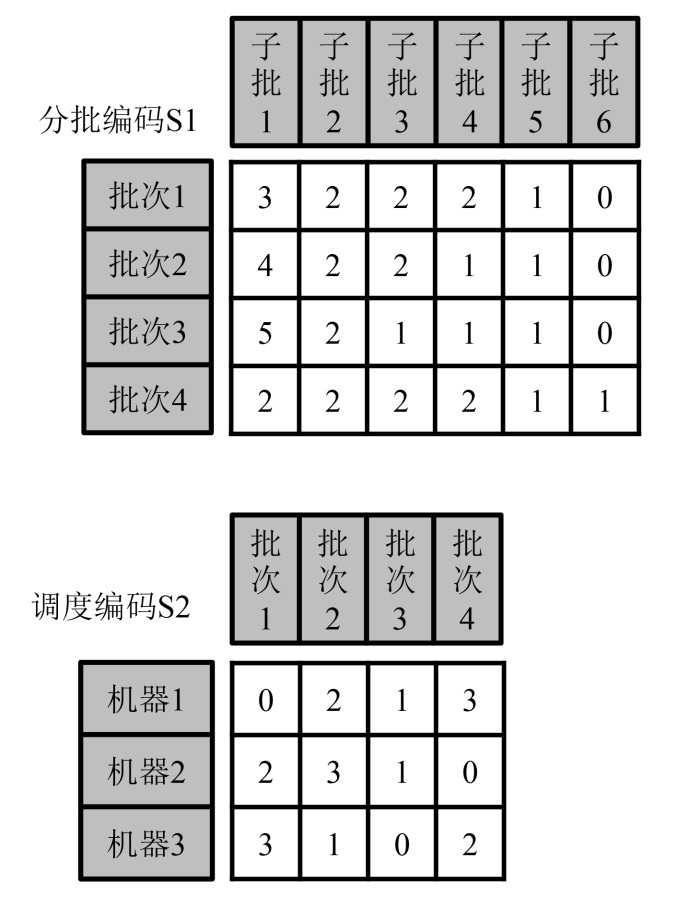 分批编码S1
子批1 子批2 子批3 子批4 子批5 子批6
批次1 3 2 2 2 1 0
批次2 4 2 2 1 1 0
批次3 5 2 1 1 1 0
批次4 2 2 2 2 1 1
调度编码S2
批次1 批次2 批次3 批次4
机器1 0 2 1 3
机器2 2 3 1 0
机器3 3 1 0 2